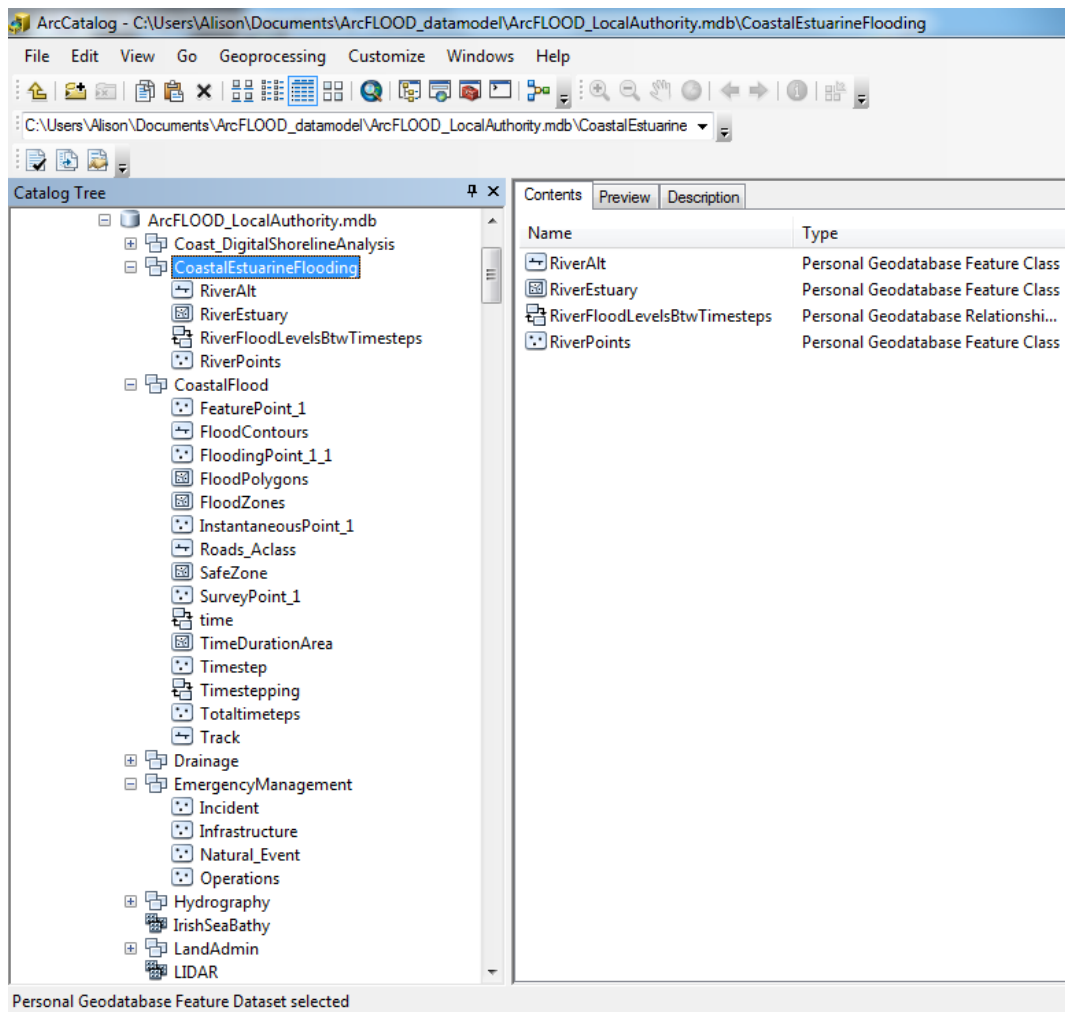 ArcCatalog - C:\Users\Alison\Documents\ArcFLOOD_datamodel\ArcFLOOD_LocalAuthority.mdb\CoastalEstuarineFlooding
File Edit View Go Geoprocessing Customize Windows Help
C:\Users\Alison\Documents\ArcFLOOD_datamodel\ArcFLOOD_LocalAuthority.mdb\CoastalEstuarine
Catalog Tree
ArcFLOOD_LocalAuthority.mdb
Coast_DigitalShorelineAnalysis
CoastalEstuarineFlooding
RiverAlt
RiverEstuary
RiverFloodLevelsBtwTimesteps
RiverPoints
CoastalFlood
FeaturePoint_1
FloodContours
FloodingPoint_1_1
FloodPolygons
FloodZones
InstantaneousPoint_1
Roads_Aclass
SafeZone
SurveyPoint_1
time
TimeDurationArea
Timestep
Timestepping
Totaltimeteps
Track
Drainage
EmergencyManagement
Incident
Infrastructure
Natural_Event
Operations
Hydrography
IrishSeaBathy
LandAdmin
LIDAR
Contents Preview Description
Name Type
RiverAlt Personal Geodatabase Feature Class
RiverEstuary Personal Geodatabase Feature Class
RiverFloodLevelsBtwTimesteps Personal Geodatabase Relationshi...
RiverPoints Personal Geodatabase Feature Class
Personal Geodatabase Feature Dataset selected